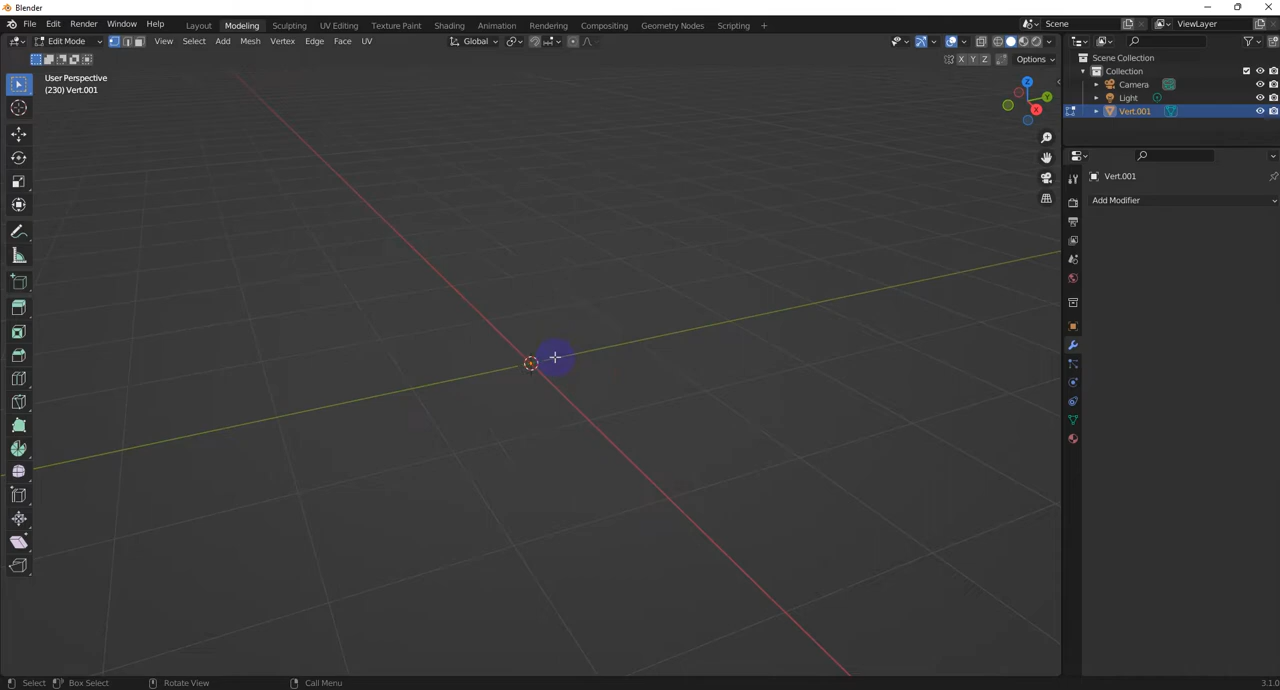 Blender
File Edit Render Window Help Layout Modeling Sculpting UV Editing Texture Paint Shading Animation Rendering Compositing Geometry Nodes Scripting + Scene ViewLayer
Edit Mode View Select Add Mesh Vertex Edge Face UV Global
X Y Z Options
User Perspective
(230) Vert.001
Z
Y
X
Scene Collection
Collection
Camera
Light
Vert.001
Vert.001
Add Modifier
Select Box Select Rotate View Call Menu 3.1.0